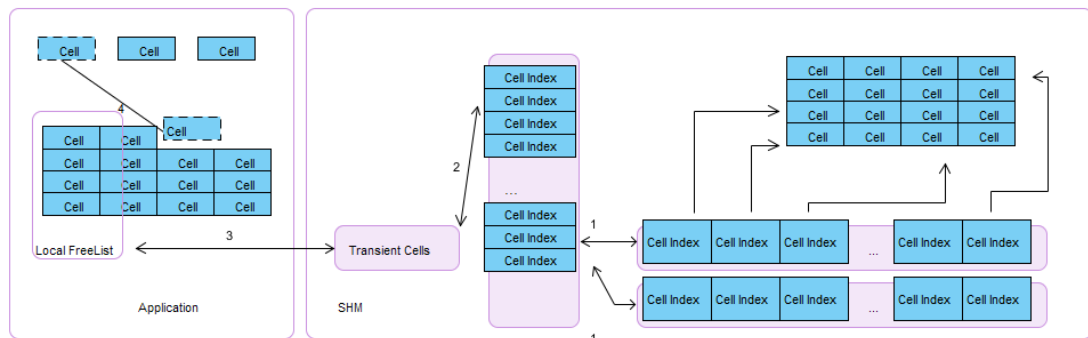 Cell Cell Cell
4
Cell
Cell Cell
Cell Cell Cell Cell
Cell Cell Cell Cell
Cell Cell Cell Cell
Local FreeList
Application
3
Transient Cells
SHM
2
Cell Index
Cell Index
Cell Index
Cell Index
...
Cell Index
Cell Index
Cell Index
Cell Cell Cell Cell
Cell Cell Cell Cell
Cell Cell Cell Cell
Cell Cell Cell Cell
1
Cell Index Cell Index Cell Index ... Cell Index Cell Index
Cell Index Cell Index Cell Index ... Cell Index Cell Index
1